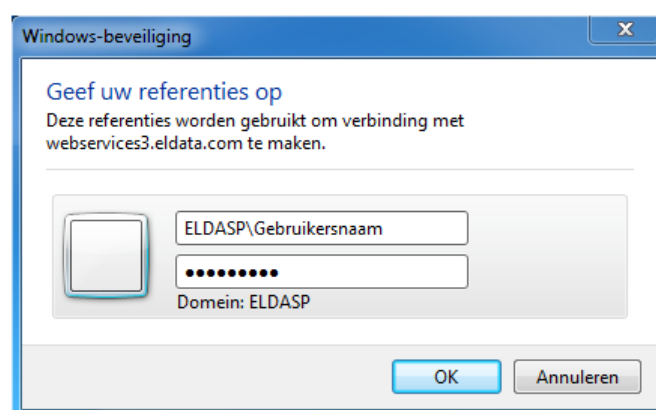 Windows-beveiliging
Geef uw referenties op
Deze referenties worden gebruikt om verbinding met
webservices3.eldata.com te maken.
ELDASP\Gebruikersnaam
●●●●●●●●●
Domein: ELDASP
OK
Annuleren